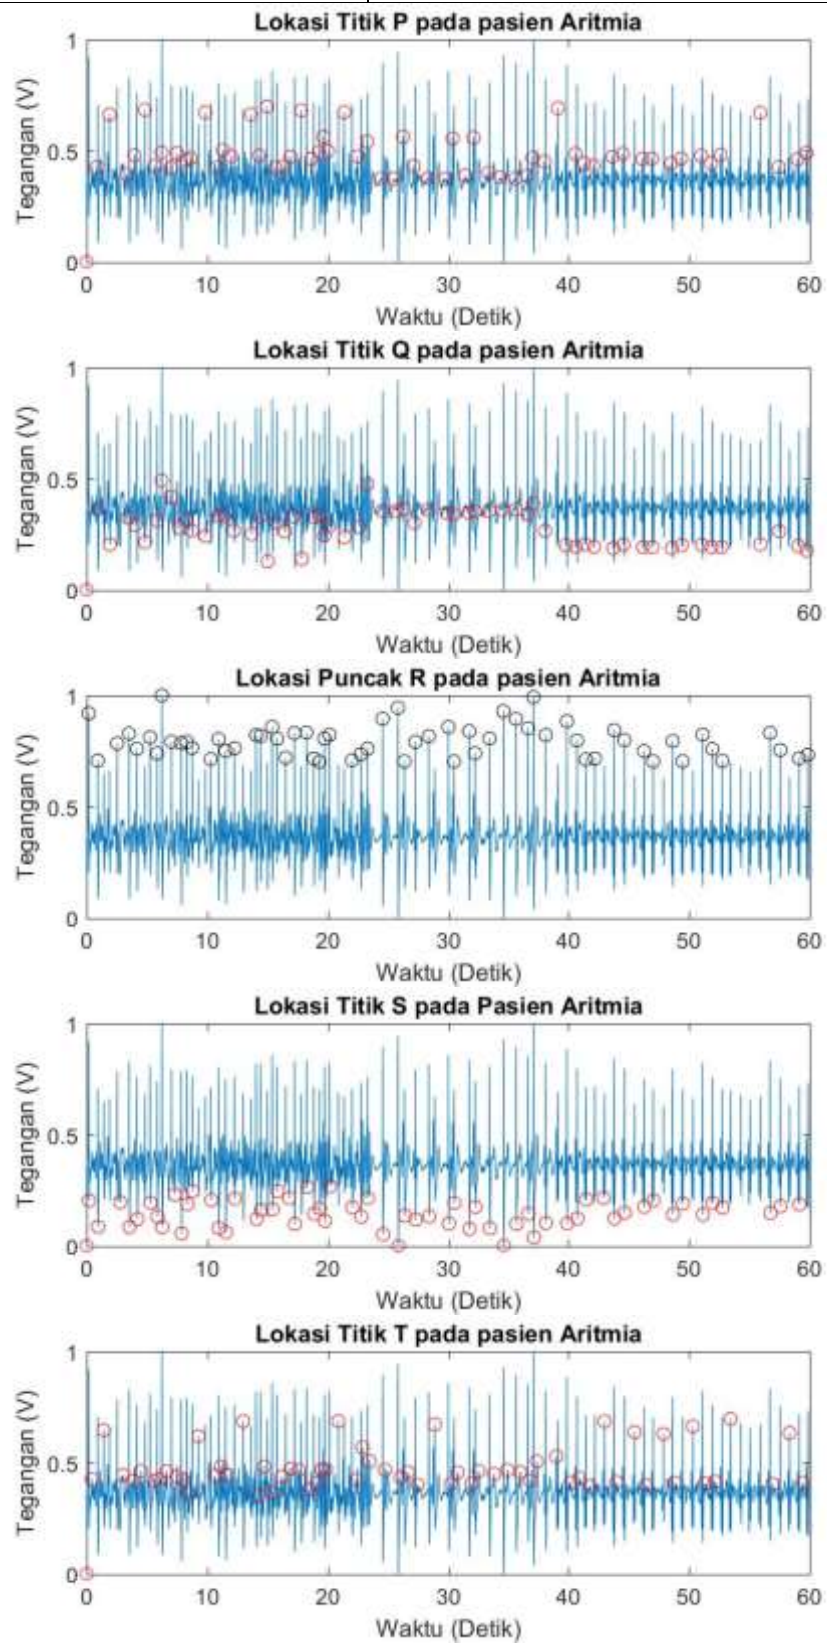 Lokasi Titik P pada pasien Aritmia
Tegangan (V)
1
0.5
0
0 10 20 30 40 50 60
Waktu (Detik)
Lokasi Titik Q pada pasien Aritmia
Tegangan (V)
1
0.5
0
0 10 20 30 40 50 60
Waktu (Detik)
Lokasi Puncak R pada pasien Aritmia
Tegangan (V)
1
0.5
0
0 10 20 30 40 50 60
Waktu (Detik)
Lokasi Titik S pada Pasien Aritmia
Tegangan (V)
1
0.5
0
0 10 20 30 40 50 60
Waktu (Detik)
Lokasi Titik T pada pasien Aritmia
Tegangan (V)
1
0.5
0
0 10 20 30 40 50 60
Waktu (Detik)